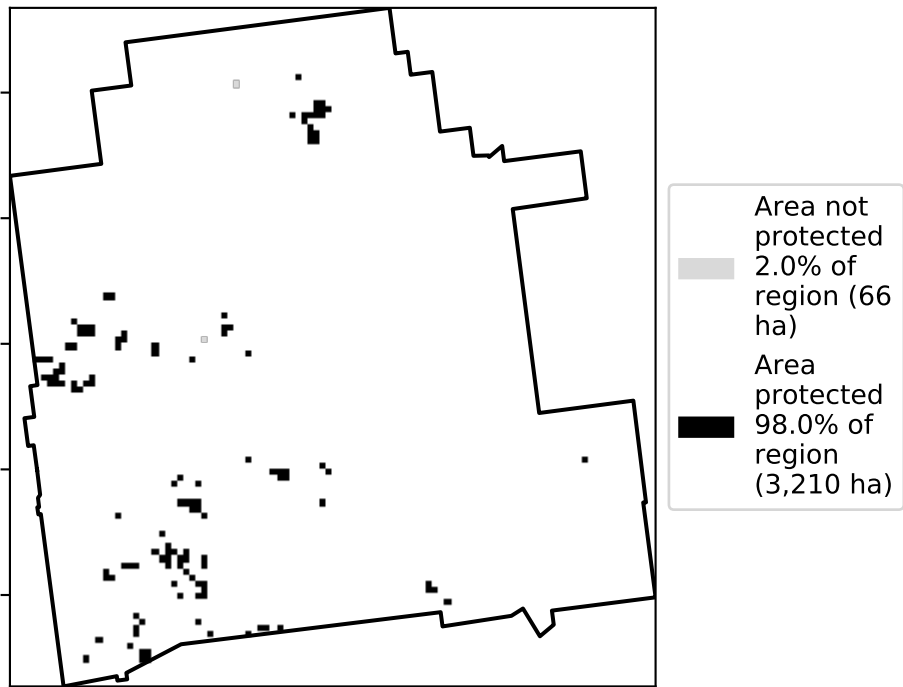 Area not
protected
2.0% of
region (66
ha)
Area
protected
98.0% of
region
(3,210 ha)